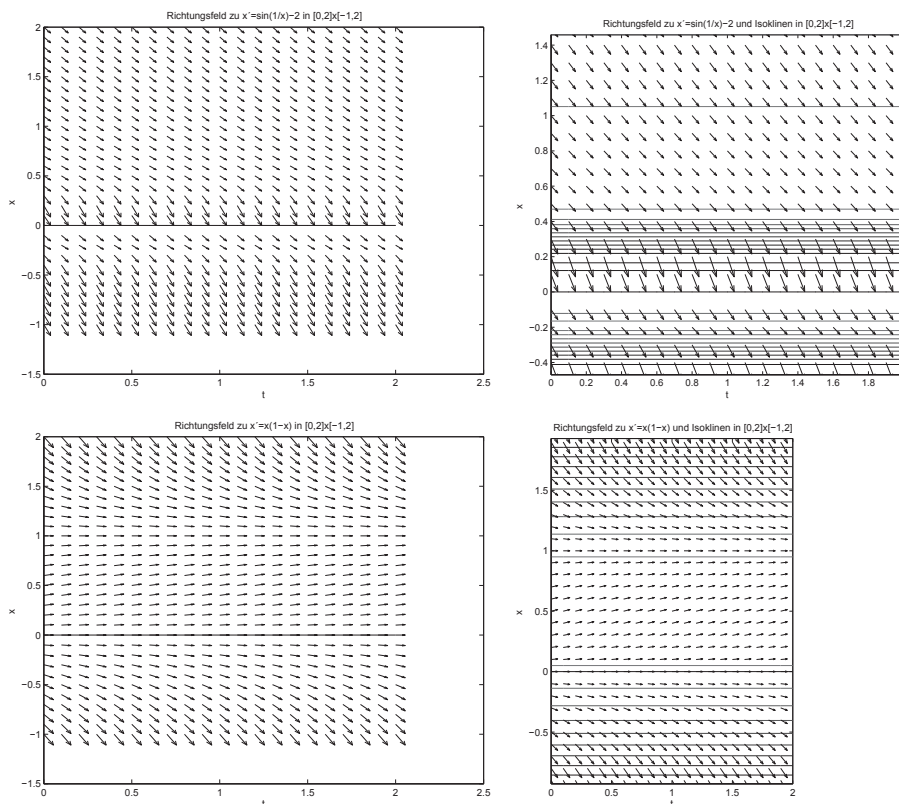 Richtungsfeld zu x´=sin(1/x)−2 in [0,2]x[−1,2]
2
1.5
1
0.5
0
−0.5
−1
−1.5
x
0 0.5 1 1.5 2 2.5
t
Richtungsfeld zu x´=sin(1/x)−2 und Isoklinen in [0,2]x[−1,2]
1.4
1.2
1
0.8
0.6
0.4
0.2
0
−0.2
−0.4
x
0 0.2 0.4 0.6 0.8 1 1.2 1.4 1.6 1.8
t
Richtungsfeld zu x´=x(1−x) in [0,2]x[−1,2]
2
1.5
1
0.5
0
−0.5
−1
−1.5
x
0 0.5 1 1.5 2 2.5
t
Richtungsfeld zu x´=x(1−x) und Isoklinen in [0,2]x[−1,2]
1.5
1
0.5
0
−0.5
x
0 0.5 1 1.5 2
t